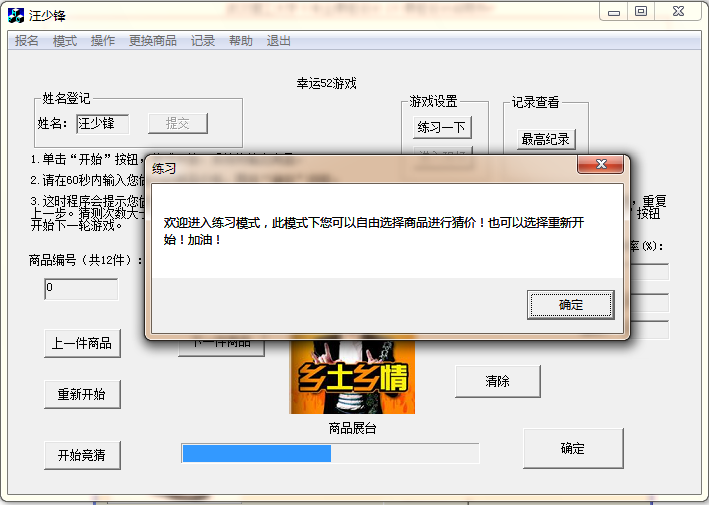 汪少锋
报名 模式 操作 更换商品 记录 帮助 退出
幸运52游戏
姓名登记
姓名： 汪少锋 提交
游戏设置
练习一下
记录查看
最高纪录
1.单击“开始”按钮，
2.请在60秒内输入您
3.这时程序会提示您 ，重复
上一步。猜测次数大于 ”按钮
开始下一轮游戏。
练习
欢迎进入练习模式，此模式下您可以自由选择商品进行猜价！也可以选择重新开
始！加油！
确定
商品编号（共12件）： 率(%)：
0
上一件商品 下一件商品
乡土乡情
重新开始 清除
商品展台
开始竞猜 确定